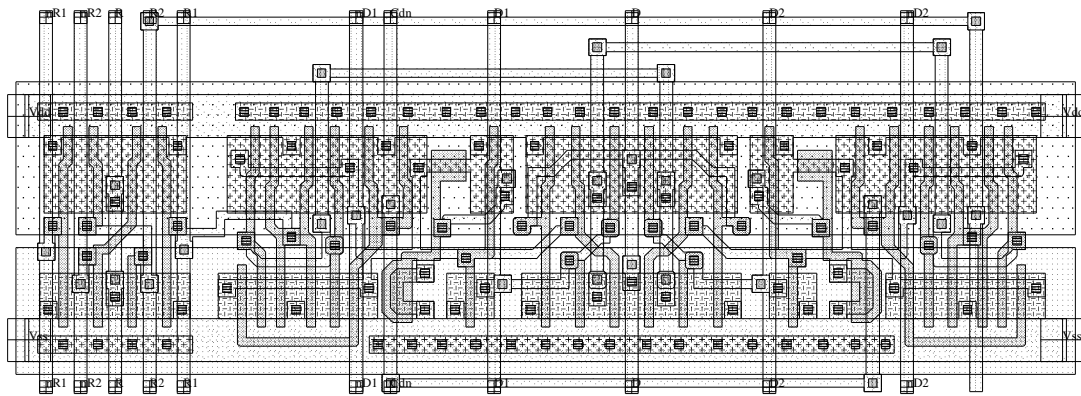 nR1 nR2 R R2 R1 nD1 Cdn D1 D D2 nD2
Vdd Vdd
Vss Vss
nR1 nR2 R R2 R1 nD1 Cdn D1 D D2 nD2